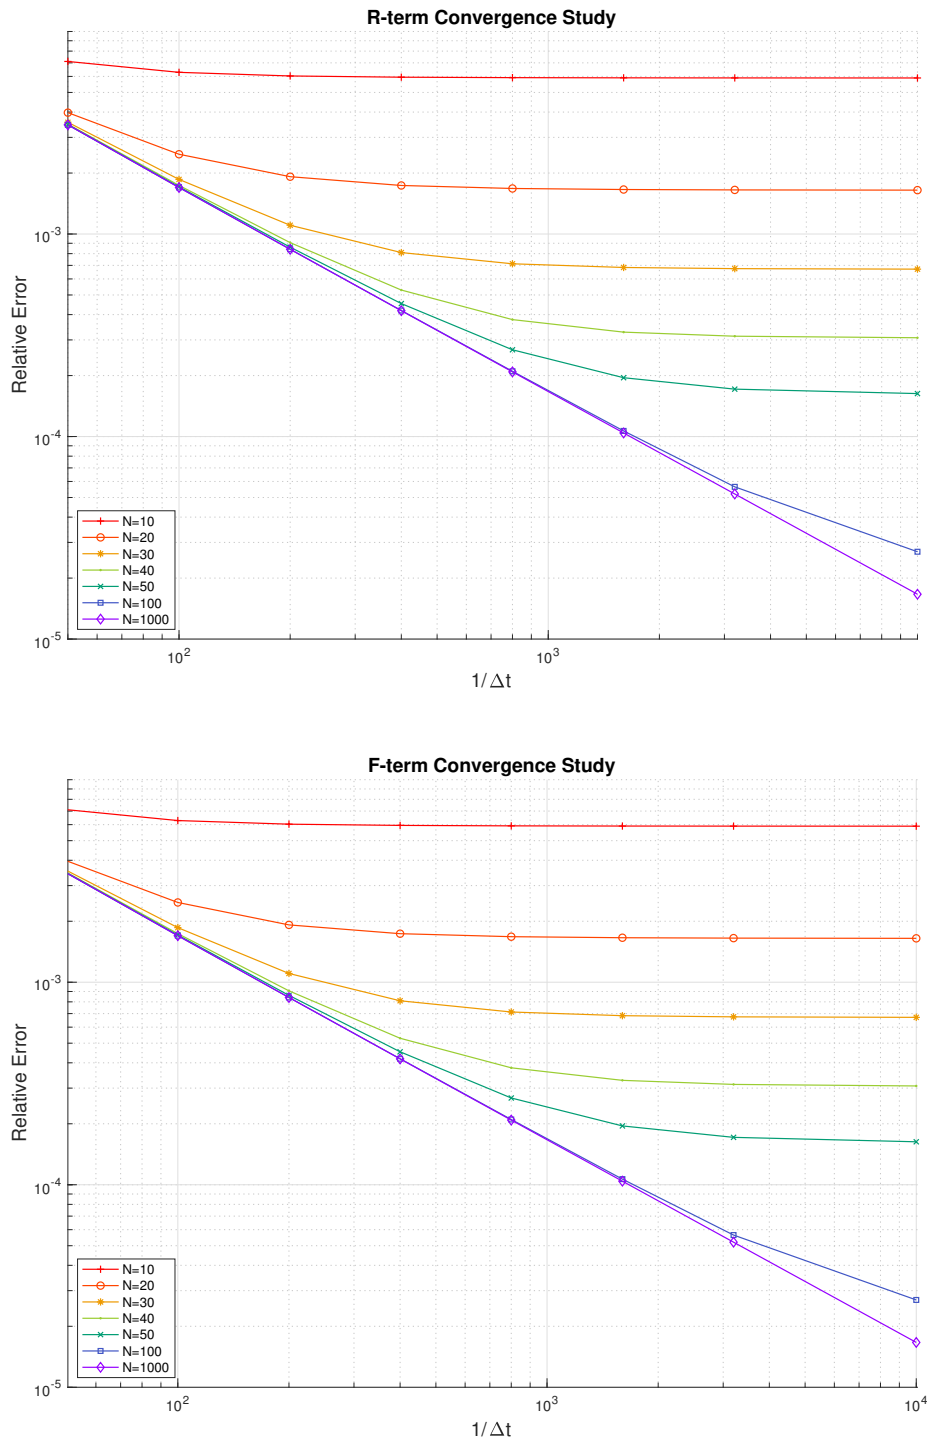 R-term Convergence Study
Relative Error
10^-3
10^-4
10^-5
N=10
N=20
N=30
N=40
N=50
N=100
N=1000
10^2
10^3
1/Δt
F-term Convergence Study
Relative Error
10^-3
10^-4
10^-5
N=10
N=20
N=30
N=40
N=50
N=100
N=1000
10^2
10^3
10^4
1/Δt